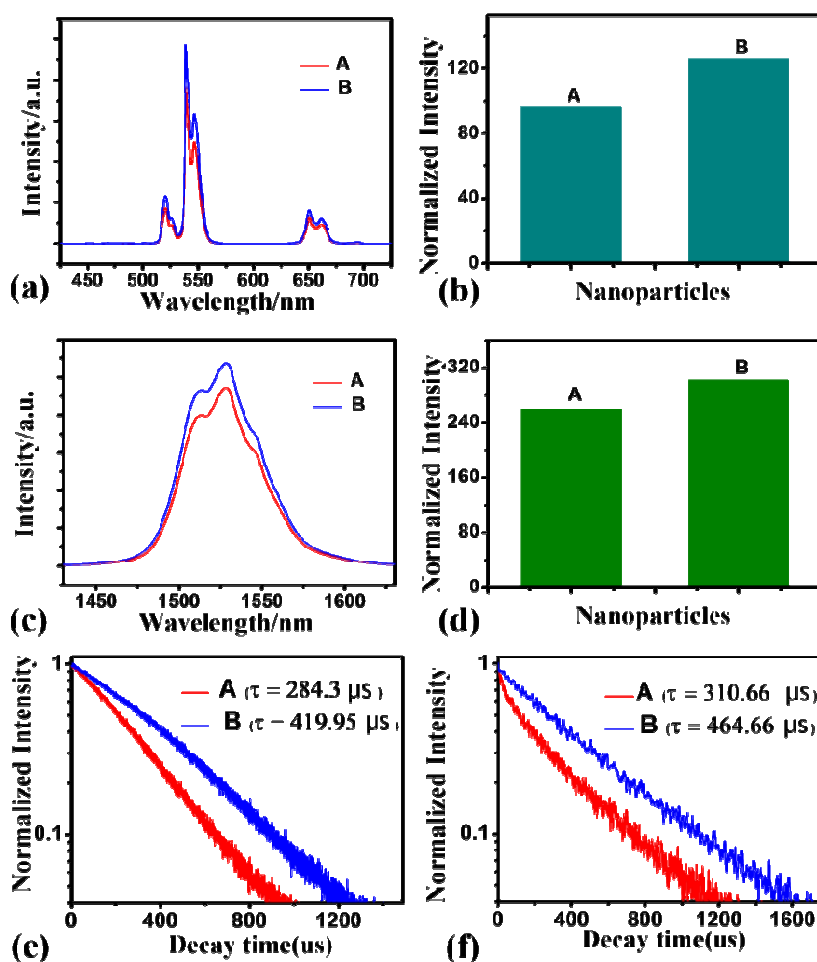 Intensity/a.u.
A
B
450 500 550 600 650 700
Wavelength/nm
(a)
Normalized Intensity
120
80
40
0
A
B
Nanoparticles
(b)
Intensity/a.u.
A
B
1450 1500 1550 1600
Wavelength/nm
(c)
Normalized Intensity
320
240
160
80
0
A
B
Nanoparticles
(d)
Normalized Intensity
1
0.1
A (τ = 284.3 µs)
B (τ − 419.95 µs)
0 400 800 1200
Decay time(us)
(e)
Normalized Intensity
1
0.1
A (τ = 310.66 µs)
B (τ = 464.66 µs)
0 400 800 1200 1600
Decay time(us)
(f)